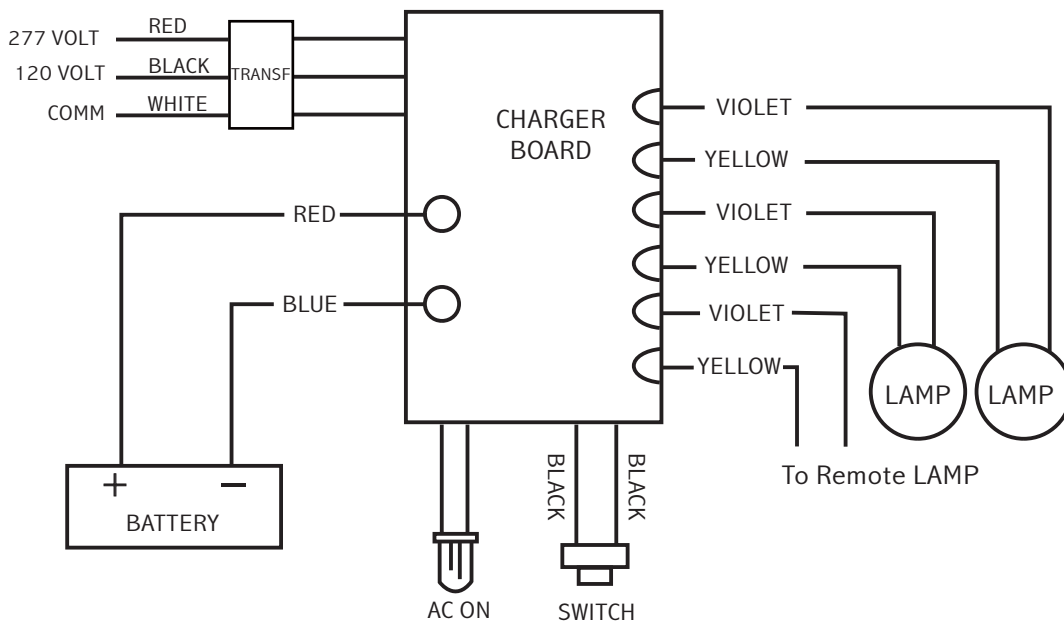 277 VOLT
RED
120 VOLT
BLACK
COMM
WHITE
TRANSF
CHARGER
BOARD
VIOLET
YELLOW
VIOLET
YELLOW
VIOLET
YELLOW
RED
BLUE
LAMP
LAMP
To Remote LAMP
+
−
BATTERY
BLACK
BLACK
AC ON
SWITCH